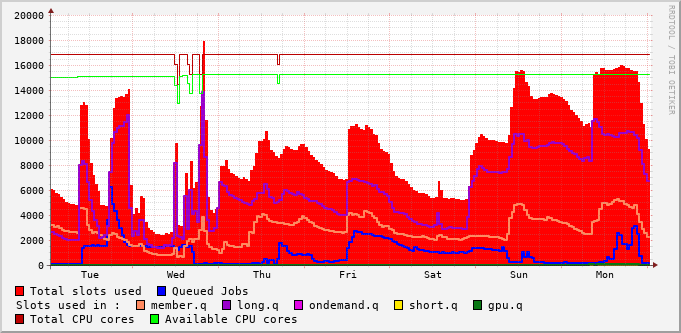 20000
18000
16000
14000
12000
10000
8000
6000
4000
2000
0
Tue Wed Thu Fri Sat Sun Mon
RRDTOOL / TOBI OETIKER
Total slots used Queued Jobs
Slots used in : member.q long.q ondemand.q short.q gpu.q
Total CPU cores Available CPU cores